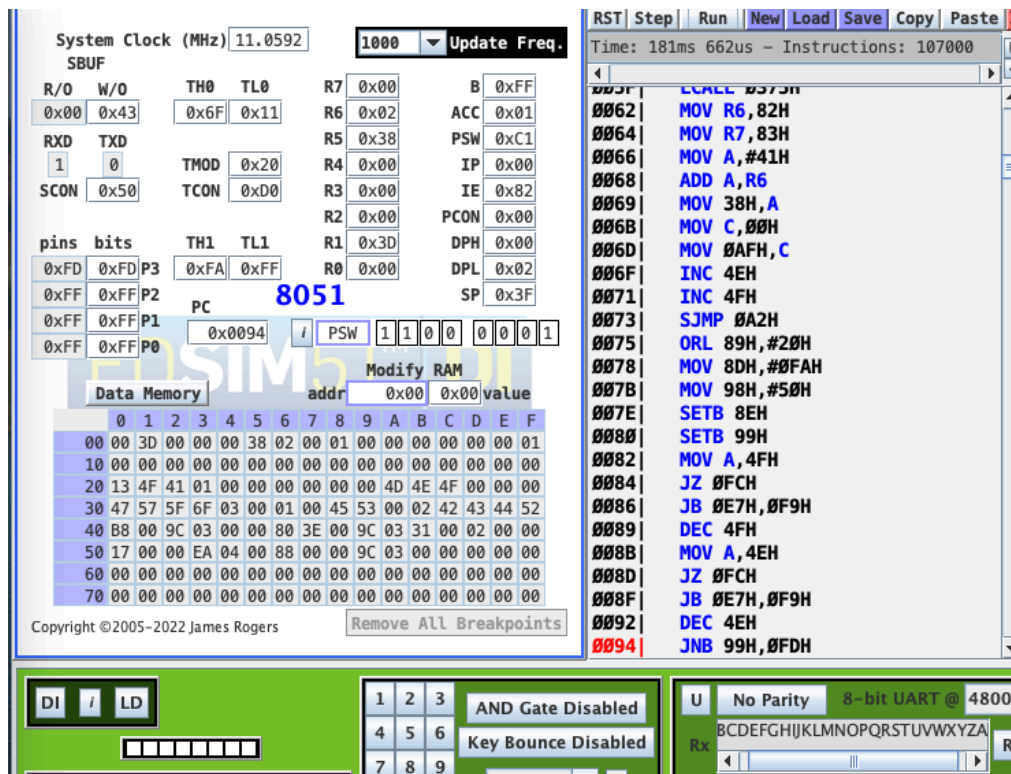 System Clock (MHz) 11.0592 1000 Update Freq.
SBUF
R/O W/O TH0 TL0 R7 0x00 B 0xFF
0x00 0x43 0x6F 0x11 R6 0x02 ACC 0x01
RXD TXD R5 0x38 PSW 0xC1
1 0 TMOD 0x20 R4 0x00 IP 0x00
SCON 0x50 TCON 0xD0 R3 0x00 IE 0x82
R2 0x00 PCON 0x00
pins bits TH1 TL1 R1 0x3D DPH 0x00
0xFD 0xFD P3 0xFA 0xFF R0 0x00 DPL 0x02
0xFF 0xFF P2 PC 8051 SP 0x3F
0xFF 0xFF P1 0x0094 i PSW 1 1 0 0 0 0 0 1
0xFF 0xFF P0
Modify RAM
Data Memory addr 0x00 0x00 value
0 1 2 3 4 5 6 7 8 9 A B C D E F
00 00 3D 00 00 00 38 02 00 01 00 00 00 00 00 00 01
10 00 00 00 00 00 00 00 00 00 00 00 00 00 00 00 00
20 13 4F 41 01 00 00 00 00 00 00 4D 4E 4F 00 00 00
30 47 57 5F 6F 03 00 01 00 45 53 00 02 42 43 44 52
40 B8 00 9C 03 00 00 80 3E 00 9C 03 31 00 02 00 00
50 17 00 00 EA 04 00 88 00 00 9C 03 00 00 00 00 00
60 00 00 00 00 00 00 00 00 00 00 00 00 00 00 00 00
70 00 00 00 00 00 00 00 00 00 00 00 00 00 00 00 00
Copyright ©2005-2022 James Rogers Remove All Breakpoints
RST Step Run New Load Save Copy Paste
Time: 181ms 662us - Instructions: 107000
005F| LCALL 0375H
0062| MOV R6,82H
0064| MOV R7,83H
0066| MOV A,#41H
0068| ADD A,R6
0069| MOV 38H,A
006B| MOV C,00H
006D| MOV 0AFH,C
006F| INC 4EH
0071| INC 4FH
0073| SJMP 0A2H
0075| ORL 89H,#20H
0078| MOV 8DH,#0FAH
007B| MOV 98H,#50H
007E| SETB 8EH
0080| SETB 99H
0082| MOV A,4FH
0084| JZ 0FCH
0086| JB 0E7H,0F9H
0089| DEC 4FH
008B| MOV A,4EH
008D| JZ 0FCH
008F| JB 0E7H,0F9H
0092| DEC 4EH
0094| JNB 99H,0FDH
DI i LD
1 2 3 AND Gate Disabled
4 5 6 Key Bounce Disabled
7 8 9
U No Parity 8-bit UART @ 4800
Rx BCDEFGHIJKLMNOPQRSTUVWXYZA R